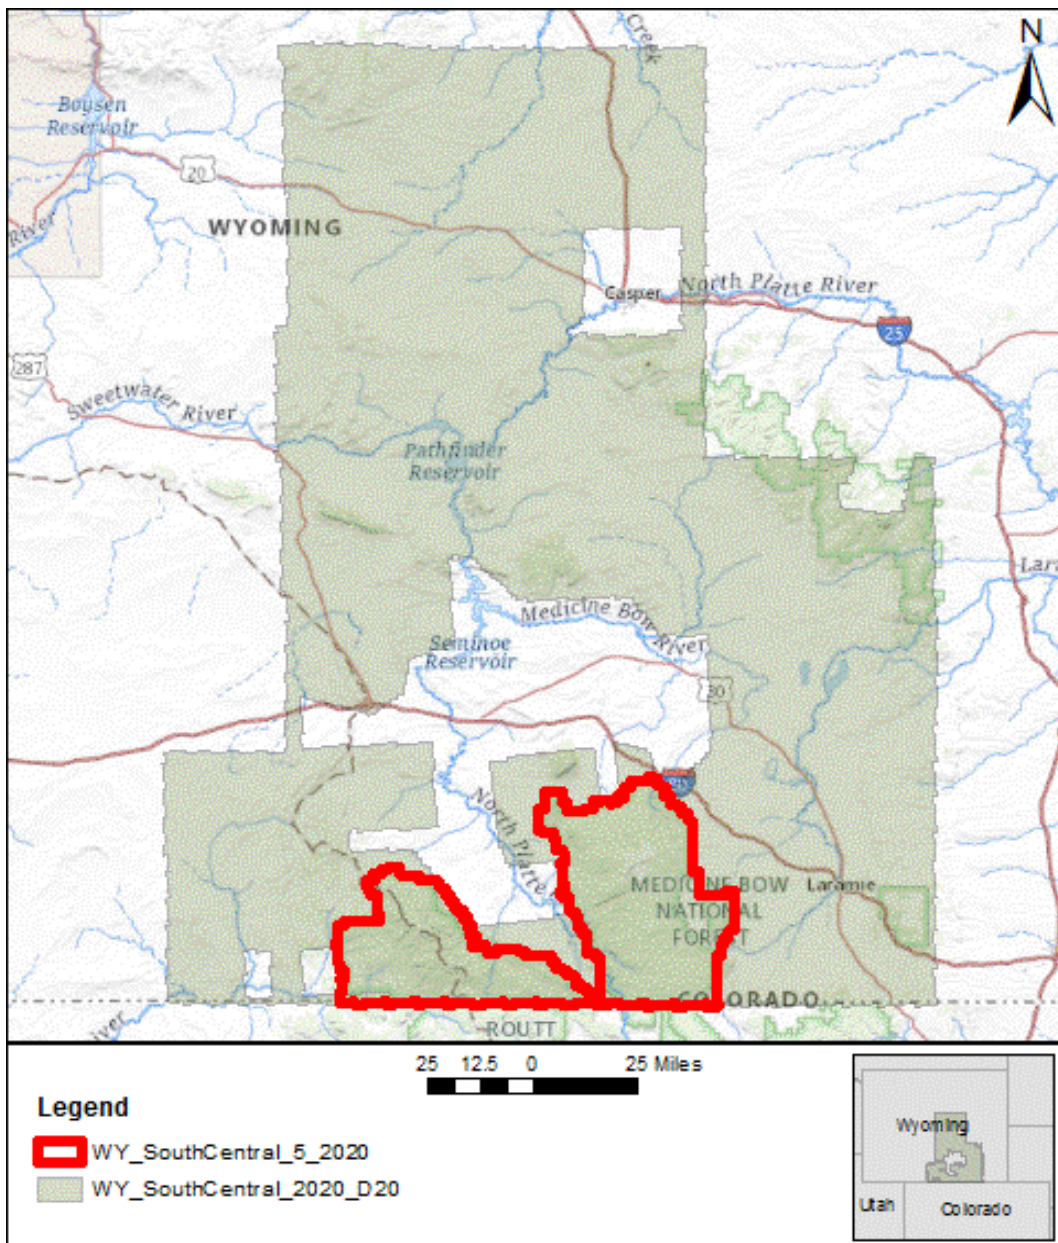 Creek
N
Boysen
Reservoir
20
River
WYOMING
Casper
North Platte River
25
287
Sweetwater River
Pathfinder
Reservoir
Lara
Medicine Bow River
Seminoe
Reservoir
30
North Platte
MEDICINE BOW
NATIONAL
FOREST
Laramie
COLORADO
River
ROUTT
25 12.5 0 25 Miles
Legend
WY_SouthCentral_5_2020
WY_SouthCentral_2020_D20
Wyoming
Utah
Colorado